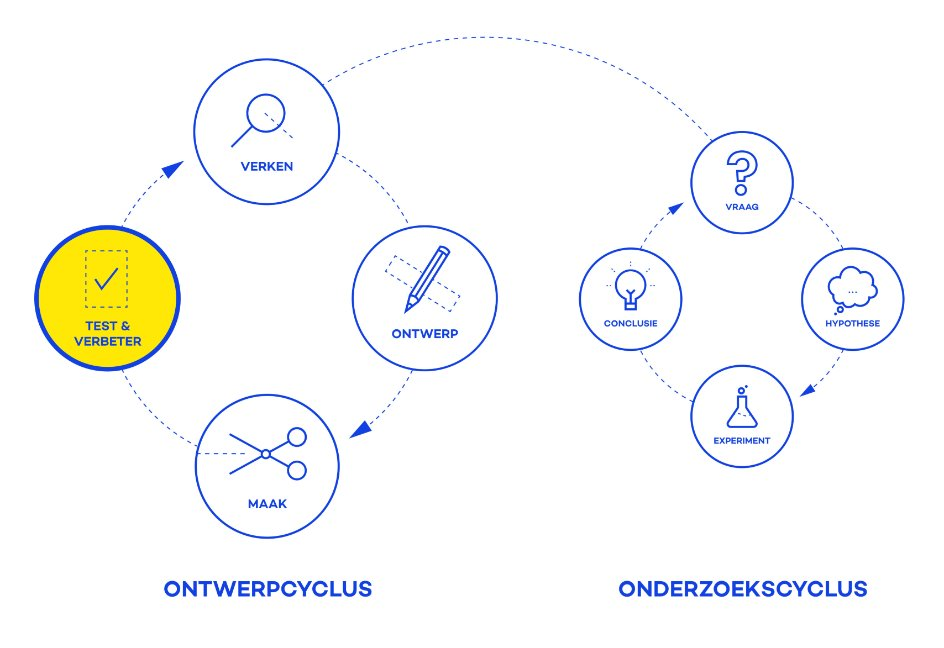 VERKEN
ONTWERP
MAAK
TEST &
VERBETER
ONTWERPCYCLUS
VRAAG
HYPOTHESE
EXPERIMENT
CONCLUSIE
ONDERZOEKSCYCLUS